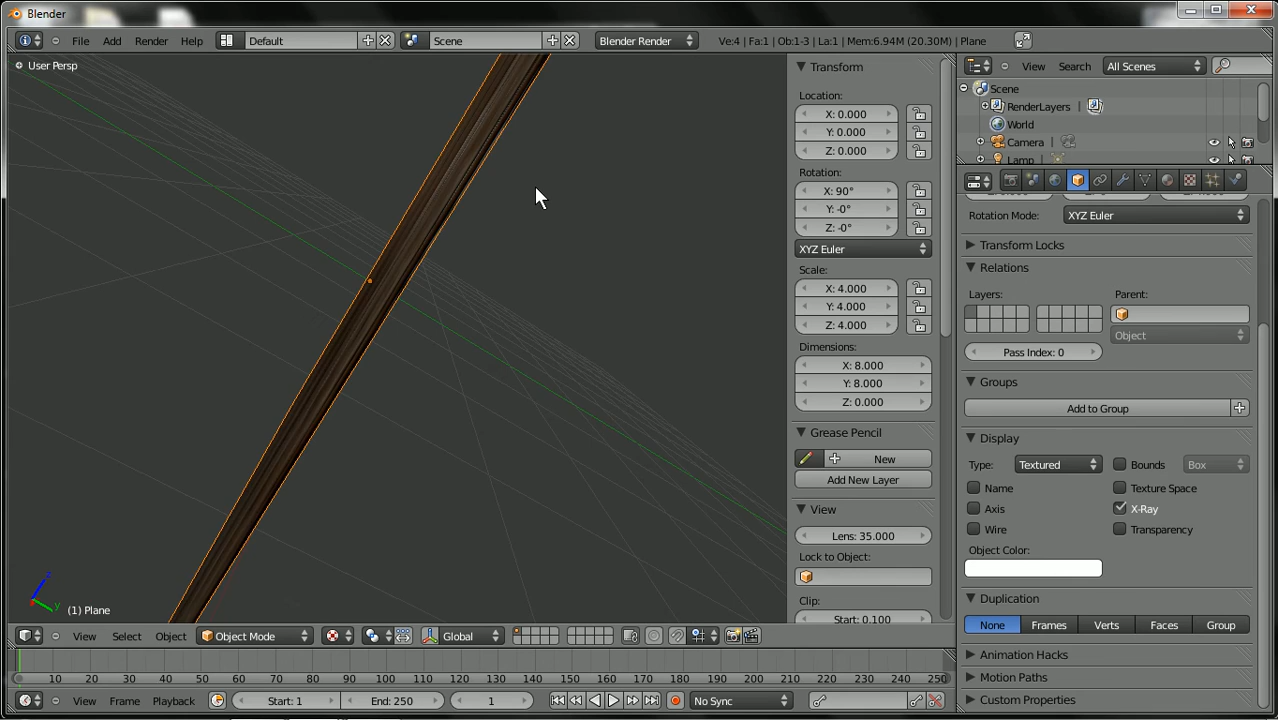 Blender
File Add Render Help Default Scene Blender Render Ve:4 | Fa:1 | Ob:1-3 | La:1 | Mem:6.94M (20.30M) | Plane
User Persp
Transform
Location:
X: 0.000
Y: 0.000
Z: 0.000
Rotation:
X: 90°
Y: -0°
Z: -0°
XYZ Euler
Scale:
X: 4.000
Y: 4.000
Z: 4.000
Dimensions:
X: 8.000
Y: 8.000
Z: 0.000
Grease Pencil
New
Add New Layer
View
Lens: 35.000
Lock to Object:
Clip:
Start: 0.100
View Search All Scenes
Scene
RenderLayers |
World
Camera |
Lamp |
Rotation Mode: XYZ Euler
Transform Locks
Relations
Layers: Parent:
Object
Pass Index: 0
Groups
Add to Group
Display
Type: Textured Bounds Box
Name Texture Space
Axis X-Ray
Wire Transparency
Object Color:
Duplication
None Frames Verts Faces Group
Animation Hacks
Motion Paths
Custom Properties
z
y
(1) Plane
View Select Object Object Mode Global
10 20 30 40 50 60 70 80 90 100 110 120 130 140 150 160 170 180 190 200 210 220 230 240 250
View Frame Playback Start: 1 End: 250 1 No Sync